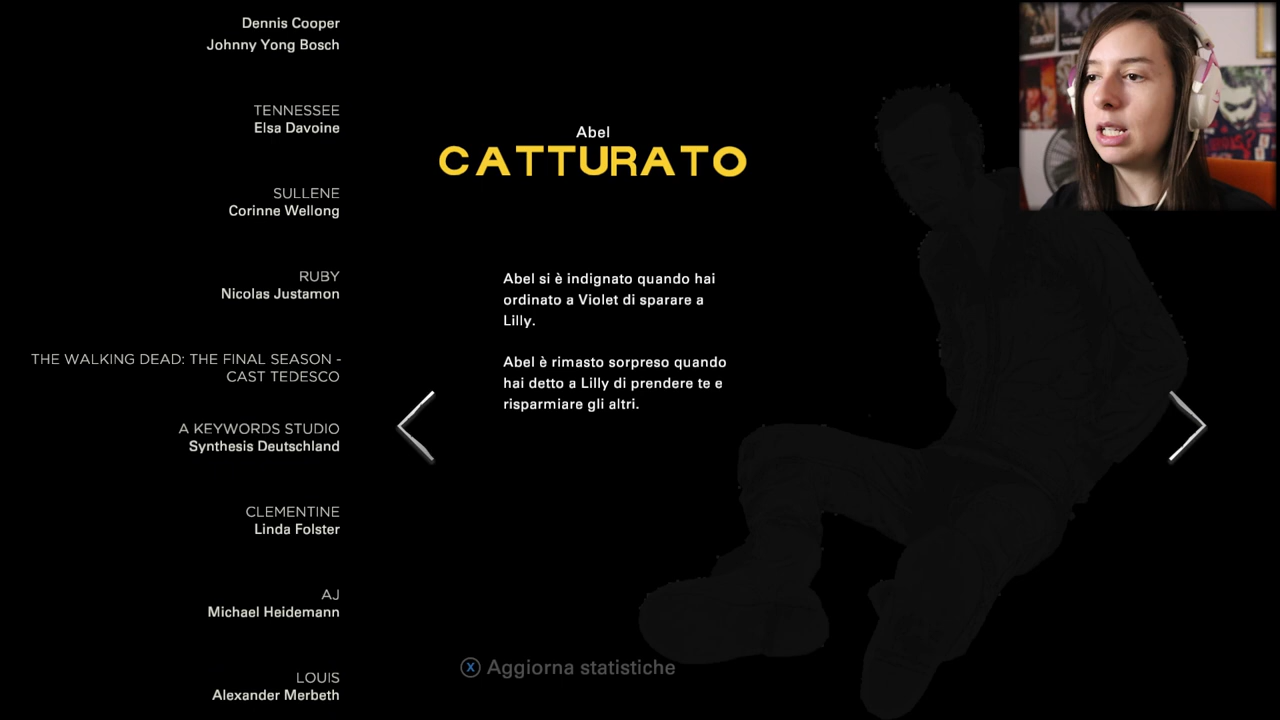 Dennis Cooper
Johnny Yong Bosch
TENNESSEE
Elsa Davoine
SULLENE
Corinne Wellong
RUBY
Nicolas Justamon
THE WALKING DEAD: THE FINAL SEASON -
CAST TEDESCO
A KEYWORDS STUDIO
Synthesis Deutschland
CLEMENTINE
Linda Folster
AJ
Michael Heidemann
LOUIS
Alexander Merbeth
Abel
CATTURATO
Abel si è indignato quando hai
ordinato a Violet di sparare a
Lilly.
Abel è rimasto sorpreso quando
hai detto a Lilly di prendere te e
risparmiare gli altri.
X Aggiorna statistiche